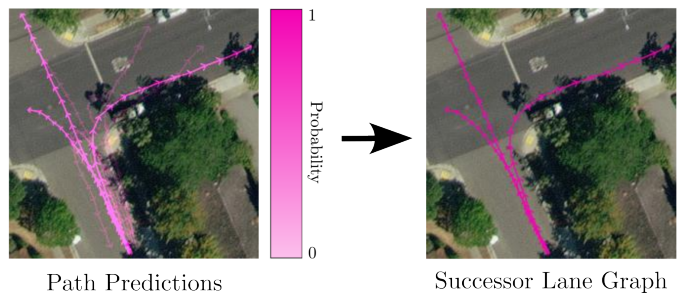 1
Probability
0
Path Predictions
Successor Lane Graph